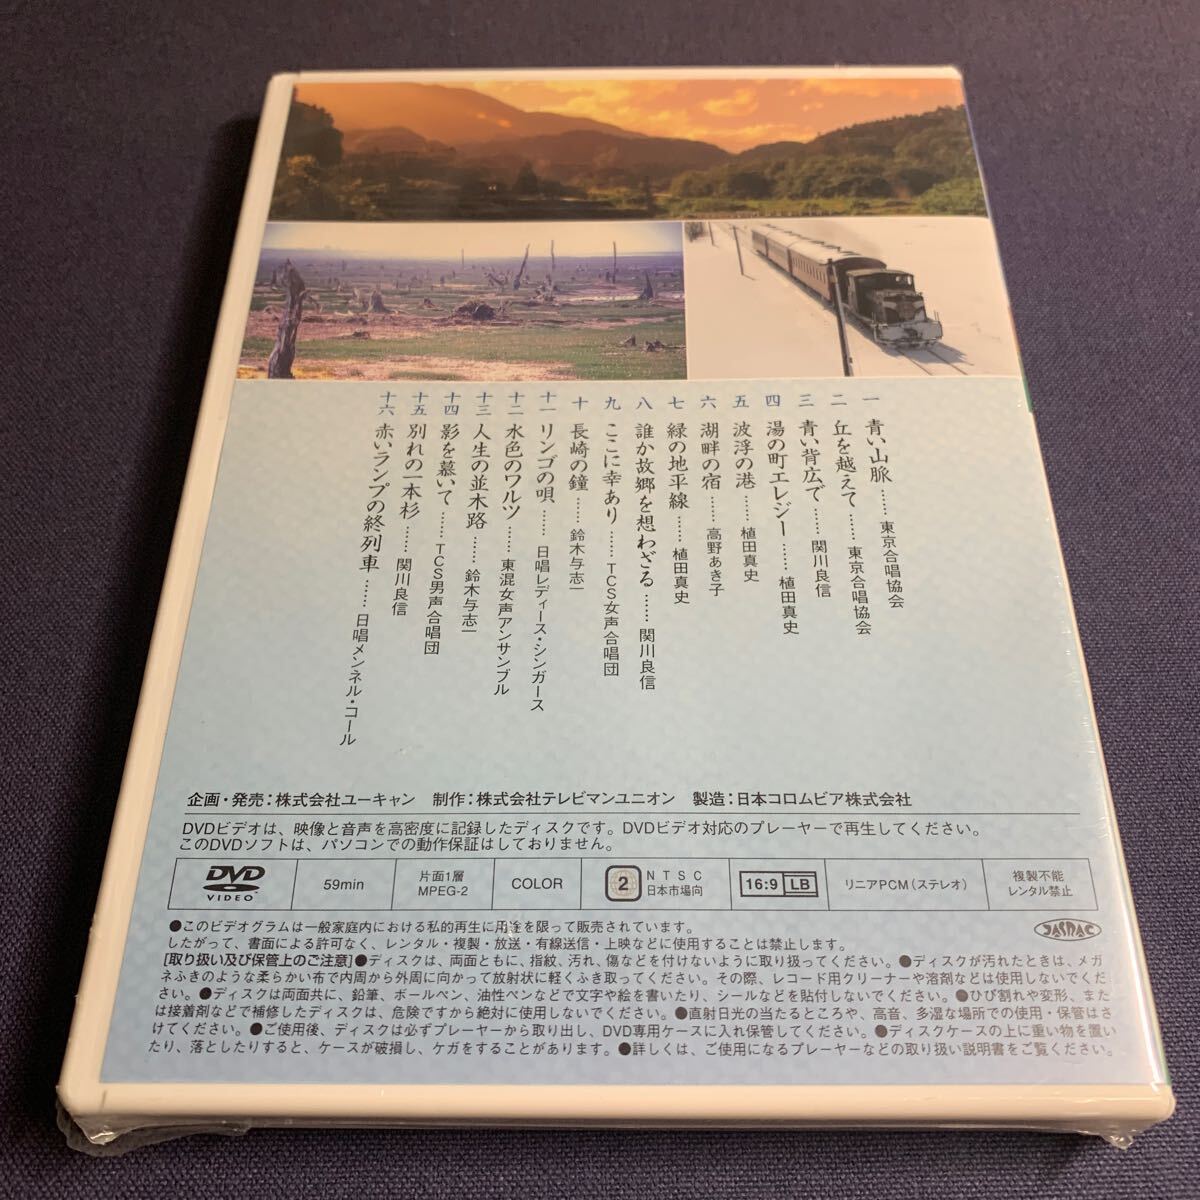 一 青い山脈……東京合唱協会
二 丘を越えて……東京合唱協会
三 青い背広で……関川良信
四 湯の町エレジー……植田真史
五 波浮の港……植田真史
六 湖畔の宿……高野あき子
七 緑の地平線……植田真史
八 誰か故郷を想わざる……関川良信
九 ここに幸あり……TCS女声合唱団
十 長崎の鐘……鈴木与志一
十一 リンゴの唄……日唱レディース・シンガース
十二 水色のワルツ……東混女声アンサンブル
十三 人生の並木路……鈴木与志一
十四 影を慕いて……TCS男声合唱団
十五 別れの一本杉……関川良信
十六 赤いランプの終列車……日唱メンネル・コール
企画・発売：株式会社ユーキャン 制作：株式会社テレビマンユニオン 製造：日本コロムビア株式会社
DVDビデオは、映像と音声を高密度に記録したディスクです。DVDビデオ対応のプレーヤーで再生してください。
このDVDソフトは、パソコンでの動作保証はしておりません。
DVD VIDEO
59min
片面1層
MPEG-2
COLOR
2
NTSC
日本市場向
16:9 LB
リニアPCM(ステレオ)
複製不能
レンタル禁止
●このビデオグラムは一般家庭内における私的再生に用途を限って販売されています。
したがって、書面による許可なく、レンタル・複製・放送・有線送信・上映などに使用することは禁止します。
JASRAC
[取り扱い及び保管上のご注意]●ディスクは、両面ともに、指紋、汚れ、傷などを付けないように取り扱ってください。●ディスクが汚れたときは、メガ
ネふきのような柔らかい布で内周から外周に向かって放射状に軽くふき取ってください。その際、レコード用クリーナーや溶剤などは使用しないでくだ
さい。●ディスクは両面共に、鉛筆、ボールペン、油性ペンなどで文字や絵を書いたり、シールなどを貼付しないでください。●ひび割れや変形、また
は接着剤などで補修したディスクは、危険ですから絶対に使用しないでください。●直射日光の当たるところや、高音、多湿な場所での使用・保管はさ
けてください。●ご使用後、ディスクは必ずプレーヤーから取り出し、DVD専用ケースに入れ保管してください。●ディスクケースの上に重い物を置い
たり、落としたりすると、ケースが破損し、ケガをすることがあります。●詳しくは、ご使用になるプレーヤーなどの取り扱い説明書をご覧ください。